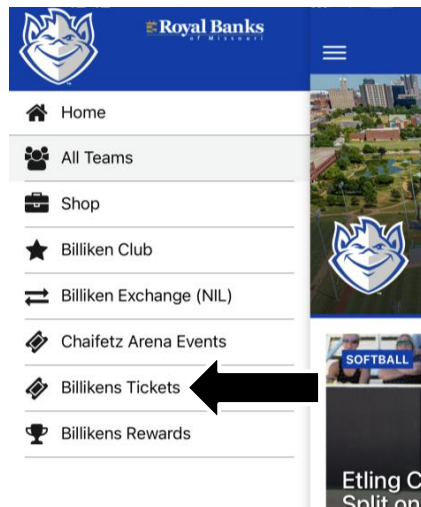 Royal Banks
of Missouri
Home
All Teams
Shop
Billiken Club
Billiken Exchange (NIL)
Chaifetz Arena Events
Billikens Tickets
Billikens Rewards
SOFTBALL
Etling C
Split on